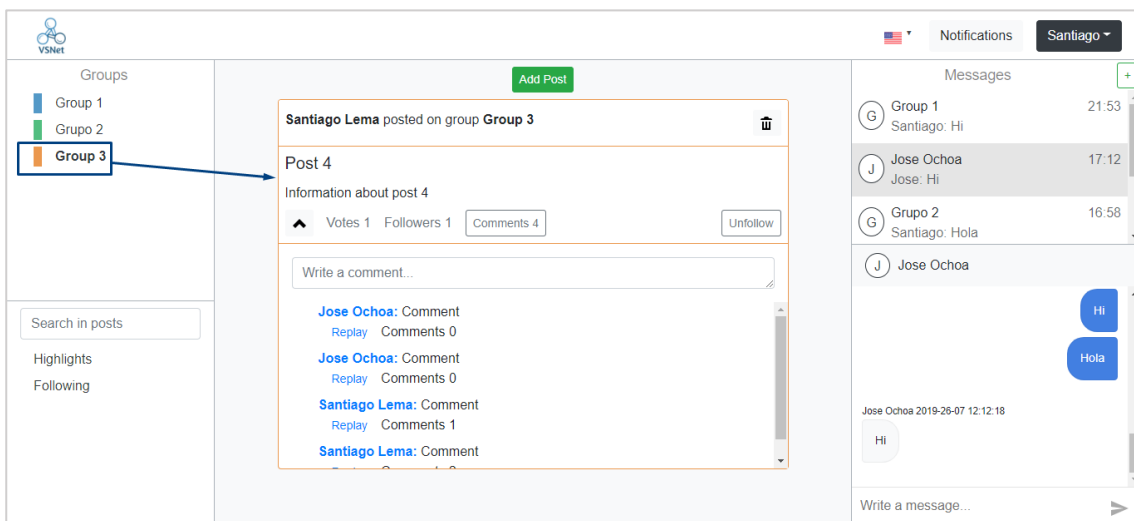 VSNet
Notifications
Santiago
Groups
Group 1
Grupo 2
Group 3
Search in posts
Highlights
Following
Add Post
Santiago Lema posted on group Group 3
Post 4
Information about post 4
Votes 1 Followers 1 Comments 4 Unfollow
Write a comment...
Jose Ochoa: Comment
Replay Comments 0
Jose Ochoa: Comment
Replay Comments 0
Santiago Lema: Comment
Replay Comments 1
Santiago Lema: Comment
Messages +
G Group 1 21:53
Santiago: Hi
J Jose Ochoa 17:12
Jose: Hi
G Grupo 2 16:58
Santiago: Hola
J Jose Ochoa
Hi
Hola
Jose Ochoa 2019-26-07 12:12:18
Hi
Write a message...